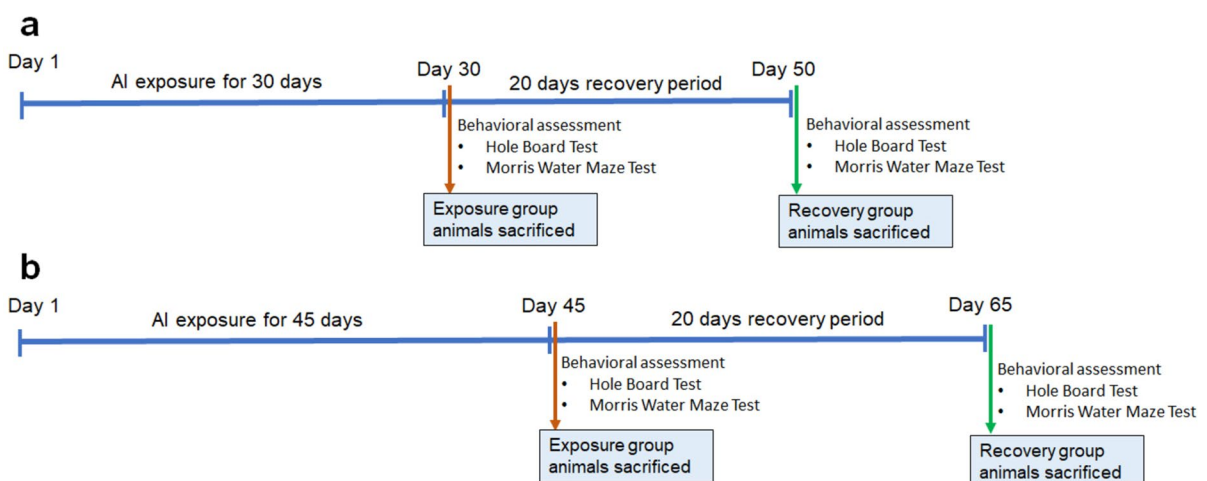 a
Day 1
Al exposure for 30 days
Day 30
20 days recovery period
Day 50
Behavioral assessment
• Hole Board Test
• Morris Water Maze Test
Exposure group
animals sacrificed
Behavioral assessment
• Hole Board Test
• Morris Water Maze Test
Recovery group
animals sacrificed
b
Day 1
Al exposure for 45 days
Day 45
20 days recovery period
Day 65
Behavioral assessment
• Hole Board Test
• Morris Water Maze Test
Exposure group
animals sacrificed
Behavioral assessment
• Hole Board Test
• Morris Water Maze Test
Recovery group
animals sacrificed